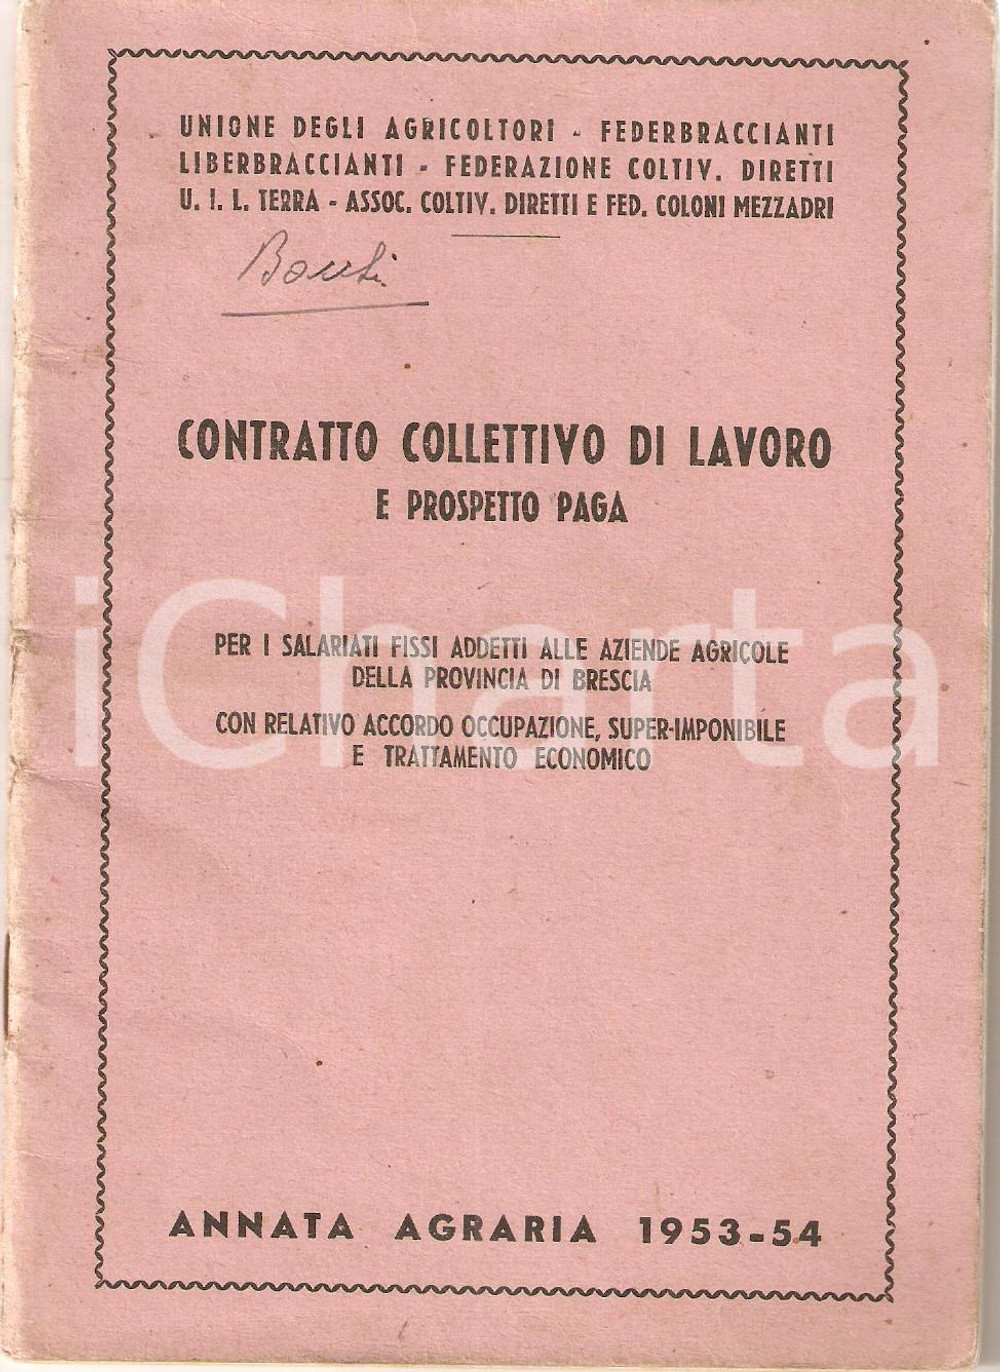 UNIONE DEGLI AGRICOLTORI - FEDERBRACCIANTI
LIBERBRACCIANTI - FEDERAZIONE COLTIV. DIRETTI
U. I. L. TERRA - ASSOC. COLTIV. DIRETTI E FED. COLONI MEZZADRI
CONTRATTO COLLETTIVO DI LAVORO
E PROSPETTO PAGA
iCharta
PER I SALARIATI FISSI ADDETTI ALLE AZIENDE AGRICOLE
DELLA PROVINCIA DI BRESCIA
CON RELATIVO ACCORDO OCCUPAZIONE, SUPER-IMPONIBILE
E TRATTAMENTO ECONOMICO
ANNATA AGRARIA 1953-54